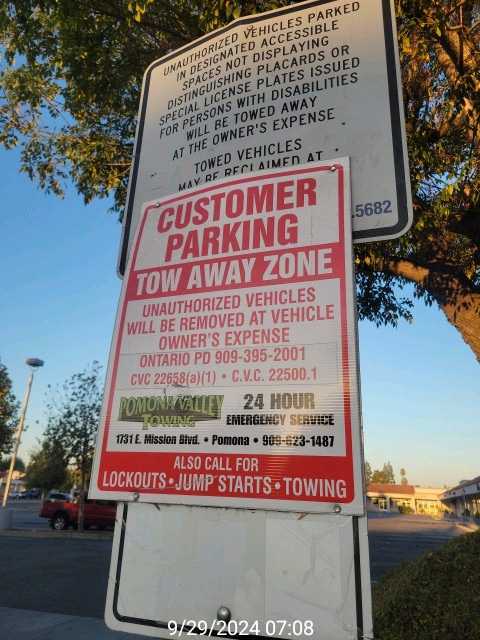 UNAUTHORIZED VEHICLES PARKED
IN DESIGNATED ACCESSIBLE
SPACES NOT DISPLAYING
DISTINGUISHING PLACARDS OR
SPECIAL LICENSE PLATES ISSUED
FOR PERSONS WITH DISABILITIES
WILL BE TOWED AWAY
AT THE OWNER'S EXPENSE
TOWED VEHICLES
MAY BE RECLAIMED AT
.5682
CUSTOMER
PARKING
TOW AWAY ZONE
UNAUTHORIZED VEHICLES
WILL BE REMOVED AT VEHICLE
OWNER'S EXPENSE
ONTARIO PD 909-395-2001
CVC 22658(a)(1) • C.V.C. 22500.1
POMONA VALLEY
TOWING
24 HOUR
EMERGENCY SERVICE
1731 E. Mission Blvd. • Pomona • 909-623-1487
ALSO CALL FOR
LOCKOUTS • JUMP STARTS • TOWING
9/29/2024 07:08